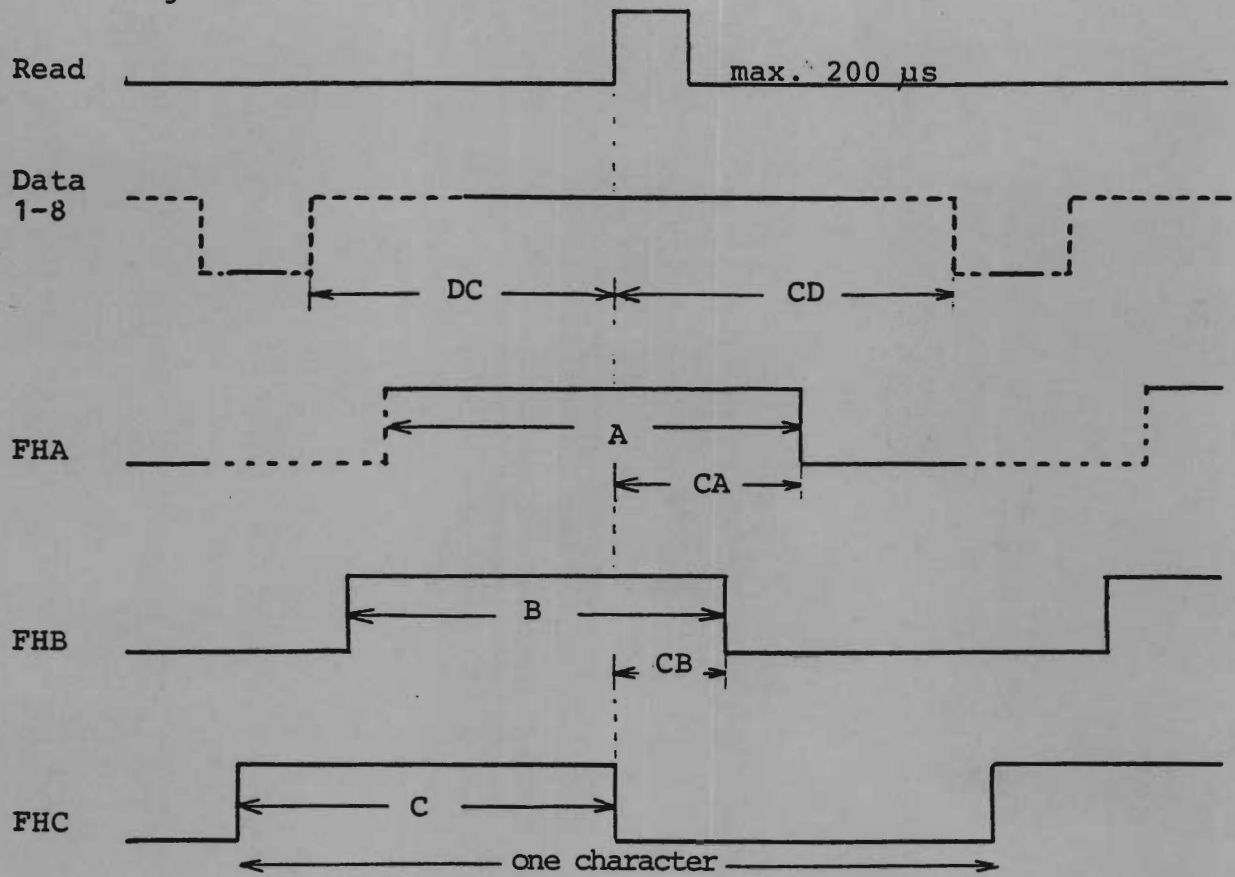 Read
max. 200 µs
Data
1-8
DC
CD
FHA
A
CA
FHB
B
CB
FHC
C
one character